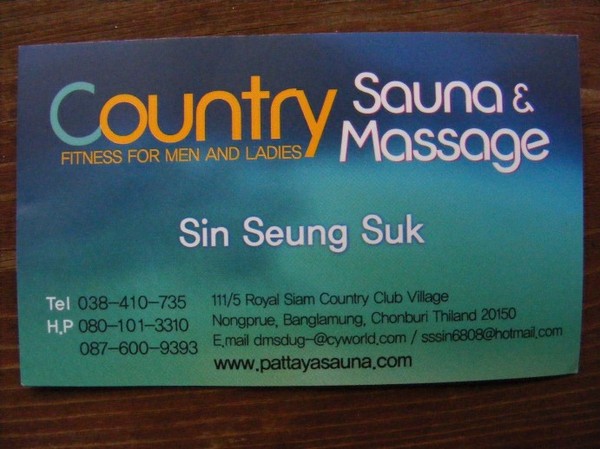 Country Sauna & Massage
FITNESS FOR MEN AND LADIES
Sin Seung Suk
Tel 038-410-735
H.P 080-101-3310
087-600-9393
111/5 Royal Siam Country Club Village
Nongprue, Banglamung, Chonburi Thiland 20150
E.mail dmsdug-@cyworld.com / sssin6808@hotmail.com
www.pattayasauna.com